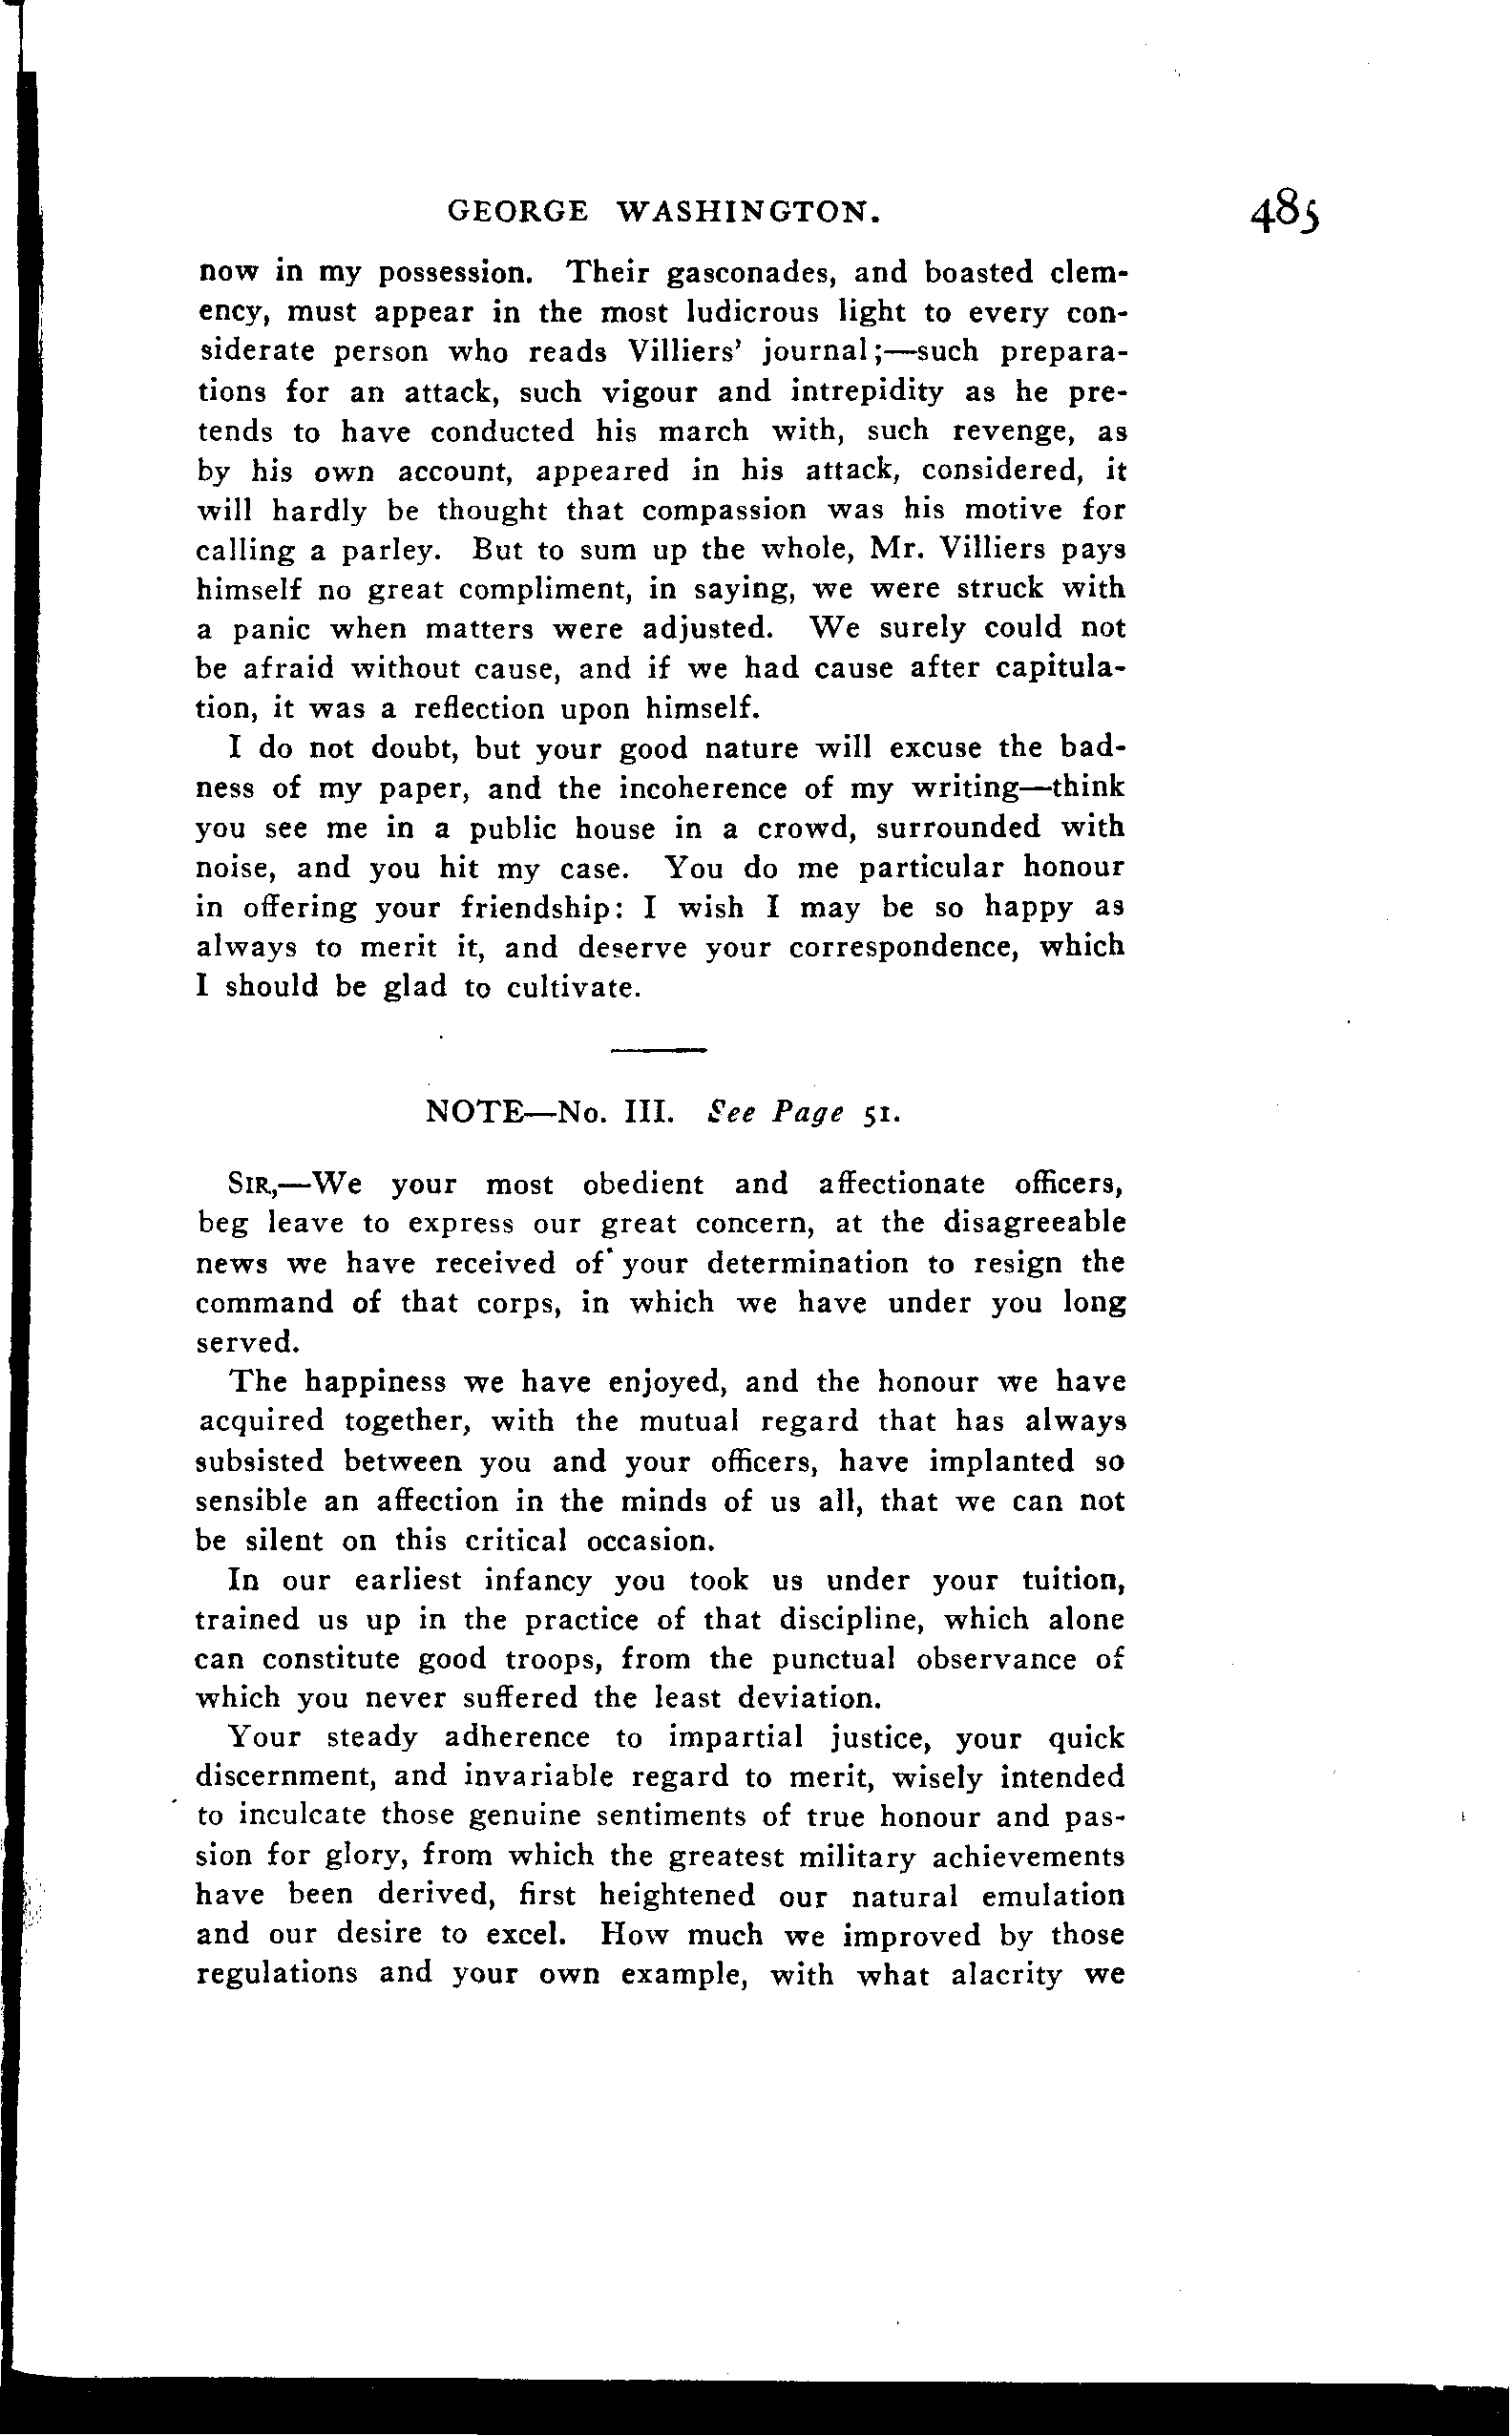 GEORGE WASHINGTON. 485
now in my possession. Their gasconades, and boasted clem-
ency, must appear in the most ludicrous light to every con-
siderate person who reads Villiers' journal;—such prepara-
tions for an attack, such vigour and intrepidity as he pre-
tends to have conducted his march with, such revenge, as
by his own account, appeared in his attack, considered, it
will hardly be thought that compassion was his motive for
calling a parley. But to sum up the whole, Mr. Villiers pays
himself no great compliment, in saying, we were struck with
a panic when matters were adjusted. We surely could not
be afraid without cause, and if we had cause after capitula-
tion, it was a reflection upon himself.
I do not doubt, but your good nature will excuse the bad-
ness of my paper, and the incoherence of my writing—think
you see me in a public house in a crowd, surrounded with
noise, and you hit my case. You do me particular honour
in offering your friendship: I wish I may be so happy as
always to merit it, and deserve your correspondence, which
I should be glad to cultivate.
NOTE—No. III. See Page 51.
SIR,—We your most obedient and affectionate officers,
beg leave to express our great concern, at the disagreeable
news we have received of your determination to resign the
command of that corps, in which we have under you long
served.
The happiness we have enjoyed, and the honour we have
acquired together, with the mutual regard that has always
subsisted between you and your officers, have implanted so
sensible an affection in the minds of us all, that we can not
be silent on this critical occasion.
In our earliest infancy you took us under your tuition,
trained us up in the practice of that discipline, which alone
can constitute good troops, from the punctual observance of
which you never suffered the least deviation.
Your steady adherence to impartial justice, your quick
discernment, and invariable regard to merit, wisely intended
to inculcate those genuine sentiments of true honour and pas-
sion for glory, from which the greatest military achievements
have been derived, first heightened our natural emulation
and our desire to excel. How much we improved by those
regulations and your own example, with what alacrity we